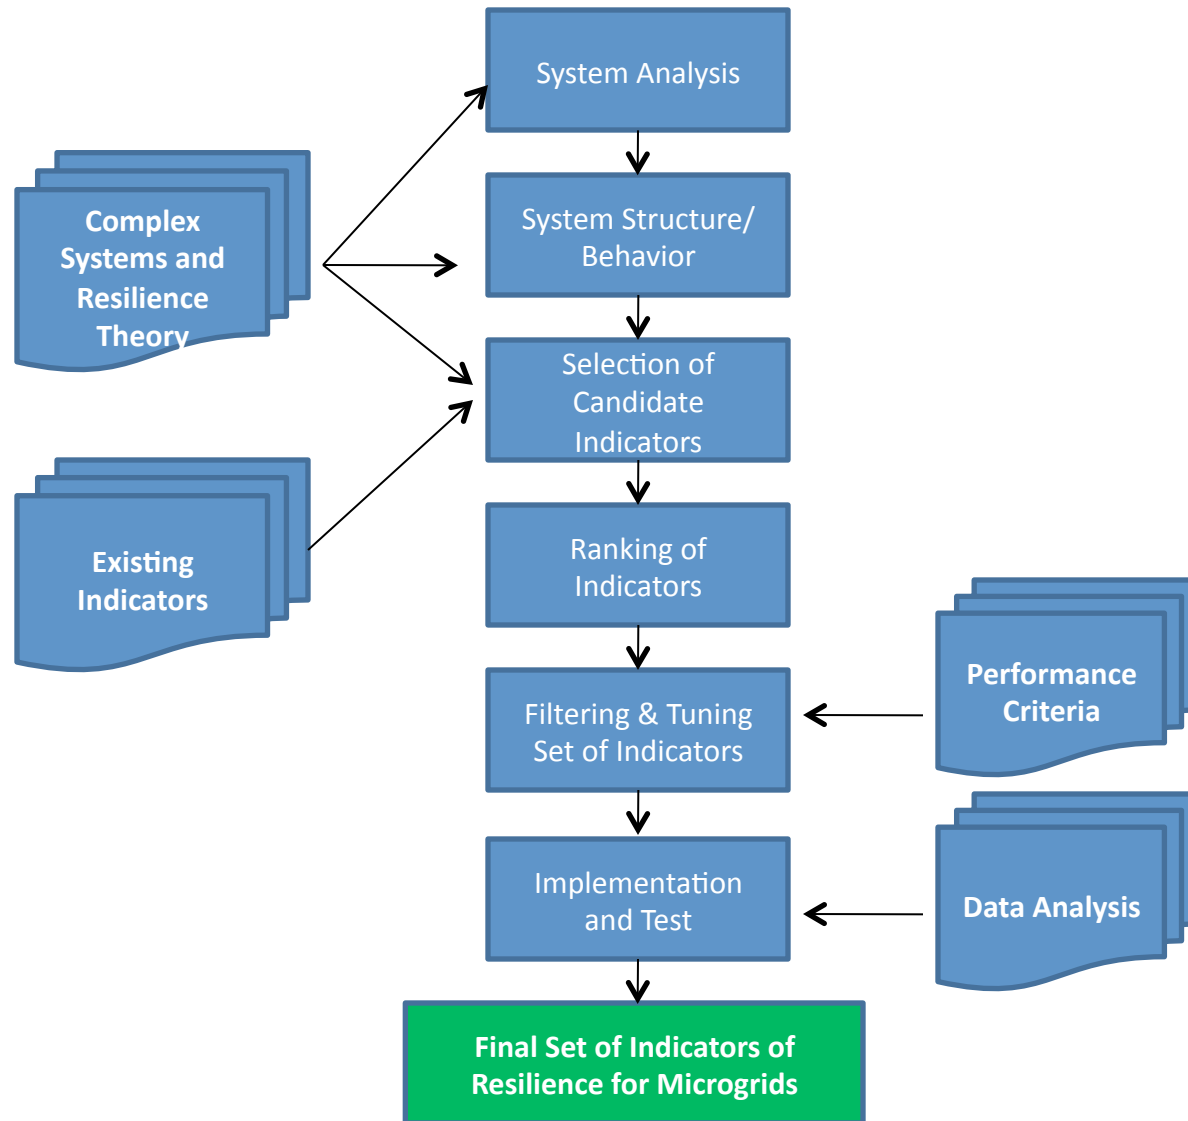 System Analysis
System Structure/
Behavior
Complex
Systems and
Resilience
Theory
Selection of
Candidate
Indicators
Existing
Indicators
Ranking of
Indicators
Filtering & Tuning
Set of Indicators
Performance
Criteria
Implementation
and Test
Data Analysis
Final Set of Indicators of
Resilience for Microgrids